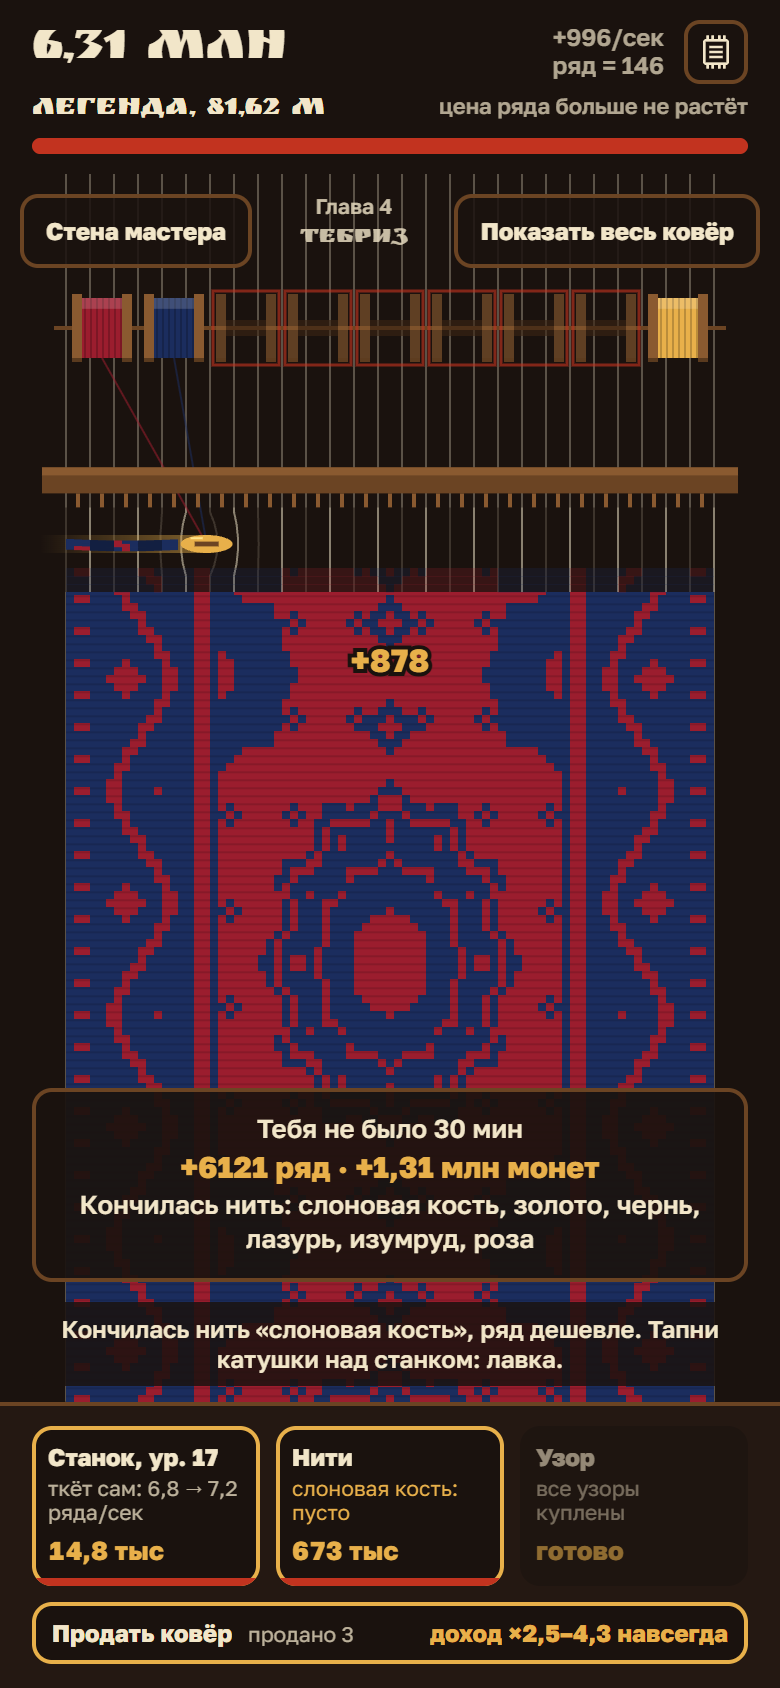 6,31 МЛН
+996/сек
ряд = 146
ЛЕГЕНДА, 81,62 М
цена ряда больше не растёт
Стена мастера
Глава 4
ТЕБРИЗ
Показать весь ковёр
+878
Тебя не было 30 мин
+6121 ряд · +1,31 млн монет
Кончилась нить: слоновая кость, золото, чернь,
лазурь, изумруд, роза
Кончилась нить «слоновая кость», ряд дешевле. Тапни
катушки над станком: лавка.
Станок, ур. 17
ткёт сам: 6,8 → 7,2
ряда/сек
14,8 тыс
Нити
слоновая кость:
пусто
673 тыс
Узор
все узоры
куплены
готово
Продать ковёр продано 3 доход ×2,5–4,3 навсегда